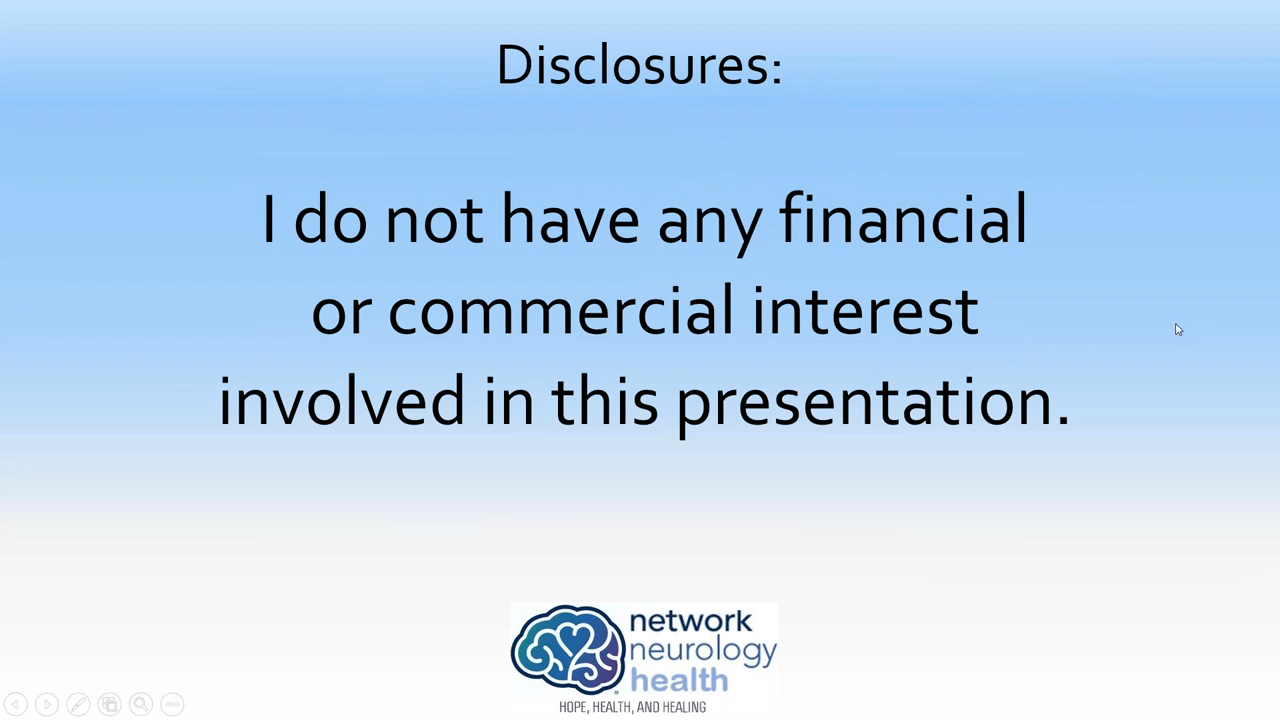 Disclosures:
I do not have any financial
or commercial interest
involved in this presentation.
network
neurology
health
HOPE, HEALTH, AND HEALING